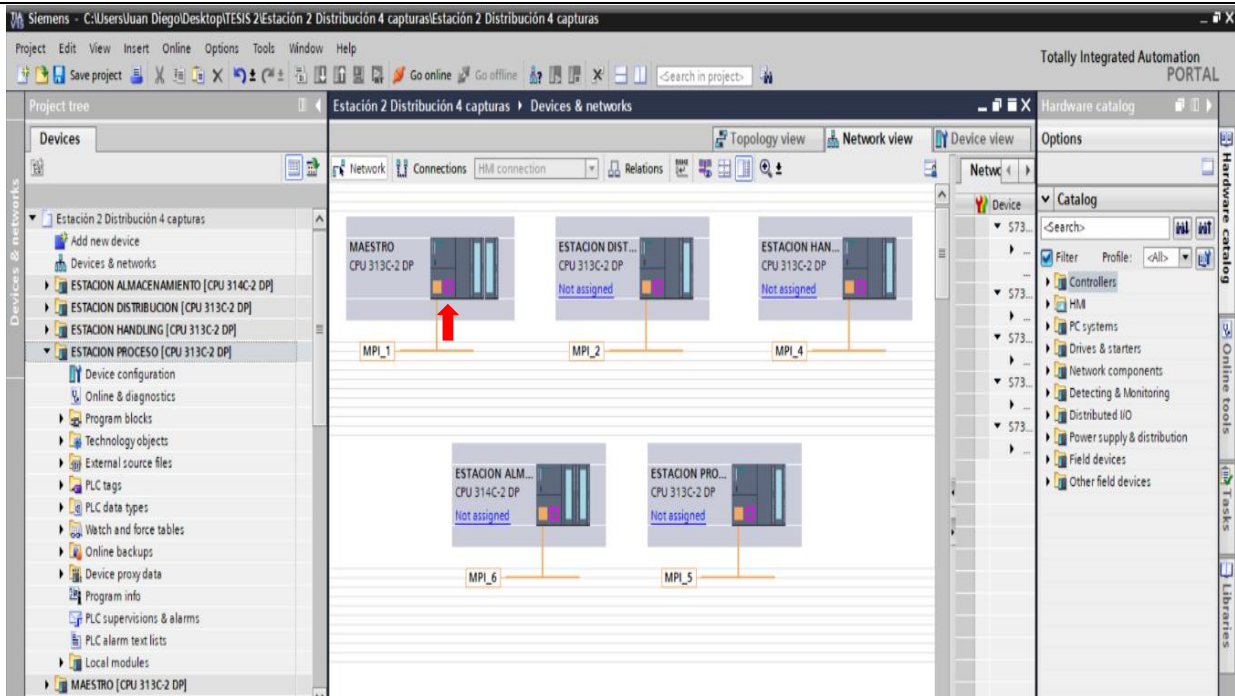 Siemens - C:\Users\Juan Diego\Desktop\TESIS 2\Estación 2 Distribución 4 capturas\Estación 2 Distribución 4 capturas
Project Edit View Insert Online Options Tools Window Help
Totally Integrated Automation
PORTAL
Save project Go online Go offline <Search in project>
Project tree
Estación 2 Distribución 4 capturas Devices & networks
Hardware catalog
Devices
Topology view Network view Device view
Options
Network Connections HMI connection Relations
Netwc
Device
Catalog
<Search>
Filter Profile: <All>
Controllers
HMI
PC systems
Drives & starters
Network components
Detecting & Monitoring
Distributed I/O
Power supply & distribution
Field devices
Other field devices
Devices & networks
Estación 2 Distribución 4 capturas
Add new device
Devices & networks
ESTACION ALMACENAMIENTO [CPU 314C-2 DP]
ESTACION DISTRIBUCION [CPU 313C-2 DP]
ESTACION HANDLING [CPU 313C-2 DP]
ESTACION PROCESO [CPU 313C-2 DP]
Device configuration
Online & diagnostics
Program blocks
Technology objects
External source files
PLC tags
PLC data types
Watch and force tables
Online backups
Device proxy data
Program info
PLC supervisions & alarms
PLC alarm text lists
Local modules
MAESTRO [CPU 313C-2 DP]
MAESTRO
CPU 313C-2 DP
MPI_1
ESTACION DIST...
CPU 313C-2 DP
Not assigned
MPI_2
ESTACION HAN...
CPU 313C-2 DP
Not assigned
MPI_4
ESTACION ALM...
CPU 314C-2 DP
Not assigned
MPI_6
ESTACION PRO...
CPU 313C-2 DP
Not assigned
MPI_5
S73...
...
...
S73...
...
S73...
...
S73...
...
S73...
...
Hardware catalog
Online tools
Tasks
Libraries